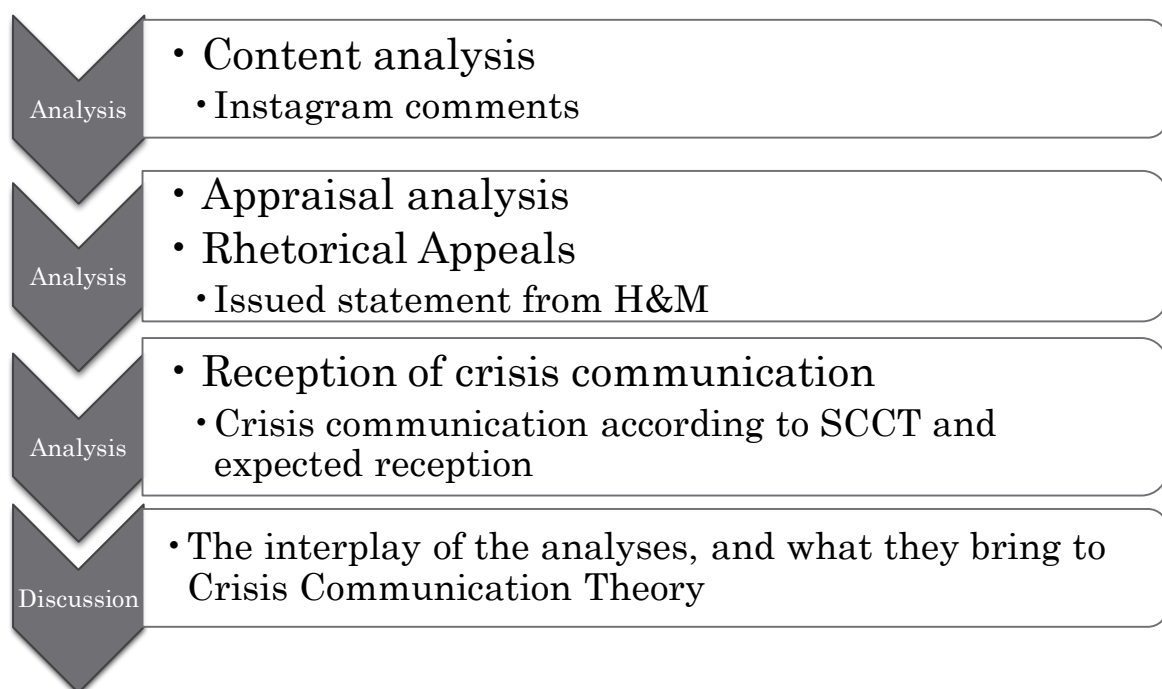 Analysis
• Content analysis
• Instagram comments
Analysis
• Appraisal analysis
• Rhetorical Appeals
• Issued statement from H&M
Analysis
• Reception of crisis communication
• Crisis communication according to SCCT and
expected reception
Discussion
• The interplay of the analyses, and what they bring to
Crisis Communication Theory